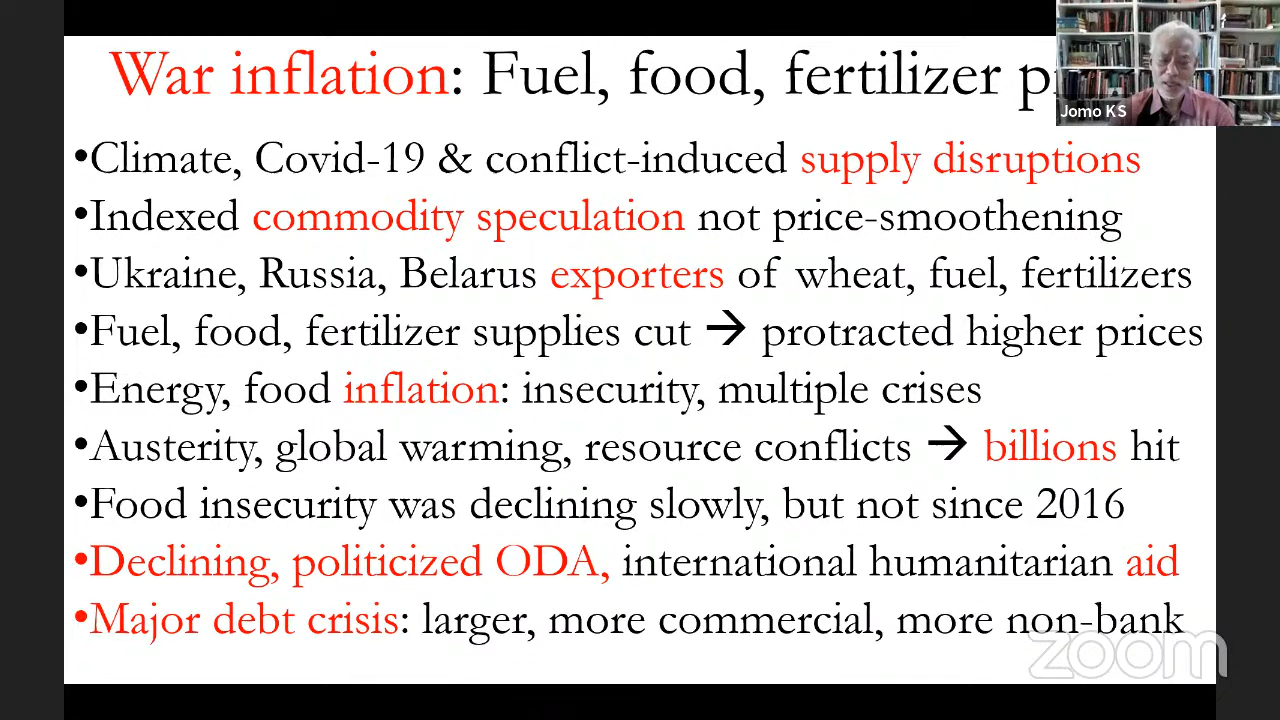 War inflation: Fuel, food, fertilizer
Jomo KS
•Climate, Covid-19 & conflict-induced supply disruptions
•Indexed commodity speculation not price-smoothening
•Ukraine, Russia, Belarus exporters of wheat, fuel, fertilizers
•Fuel, food, fertilizer supplies cut → protracted higher prices
•Energy, food inflation: insecurity, multiple crises
•Austerity, global warming, resource conflicts → billions hit
•Food insecurity was declining slowly, but not since 2016
•Declining, politicized ODA, international humanitarian aid
•Major debt crisis: larger, more commercial, more non-bank
zoom